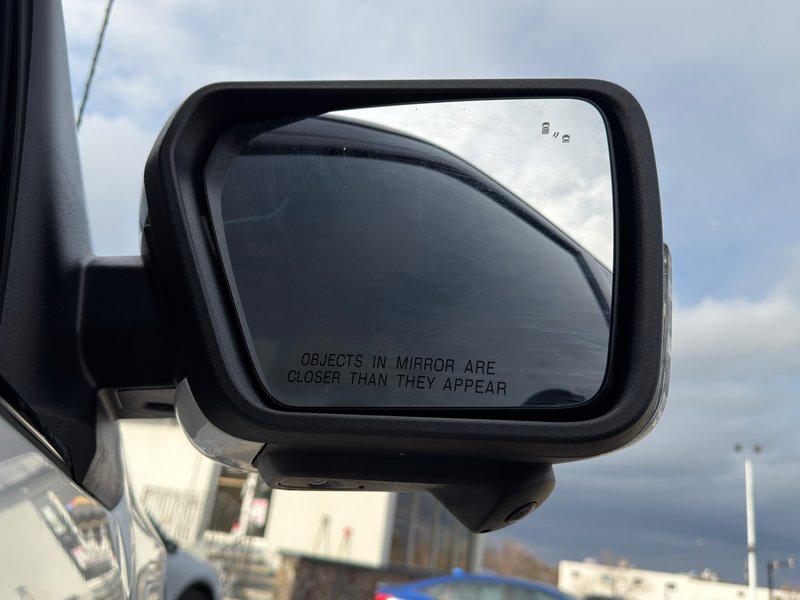 OBJECTS IN MIRROR ARE
CLOSER THAN THEY APPEAR